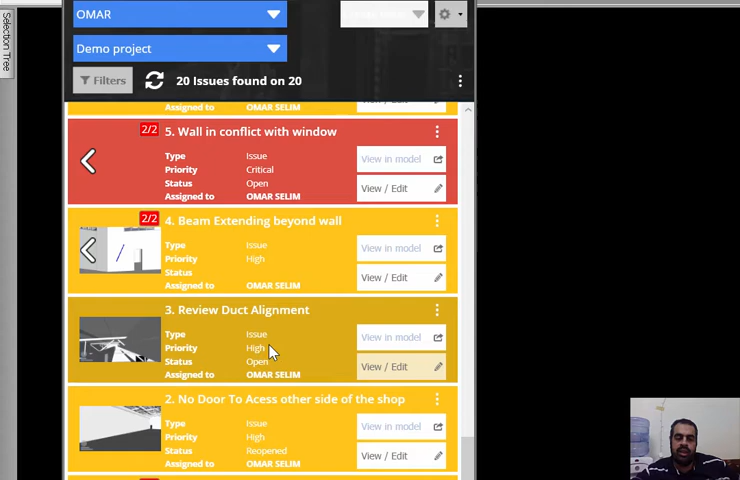 Selection Tree
OMAR
Demo project
Filters
20 Issues found on 20
Assigned to OMAR SELIM
2/2 5. Wall in conflict with window
Type Issue View in model
Priority Critical
Status Open View / Edit
Assigned to OMAR SELIM
2/2 4. Beam Extending beyond wall
Type Issue View in model
Priority High
Status View / Edit
Assigned to OMAR SELIM
3. Review Duct Alignment
Type Issue View in model
Priority High
Status Open View / Edit
Assigned to OMAR SELIM
2. No Door To Acess other side of the shop
Type Issue View in model
Priority High
Status Reopened View / Edit
Assigned to OMAR SELIM